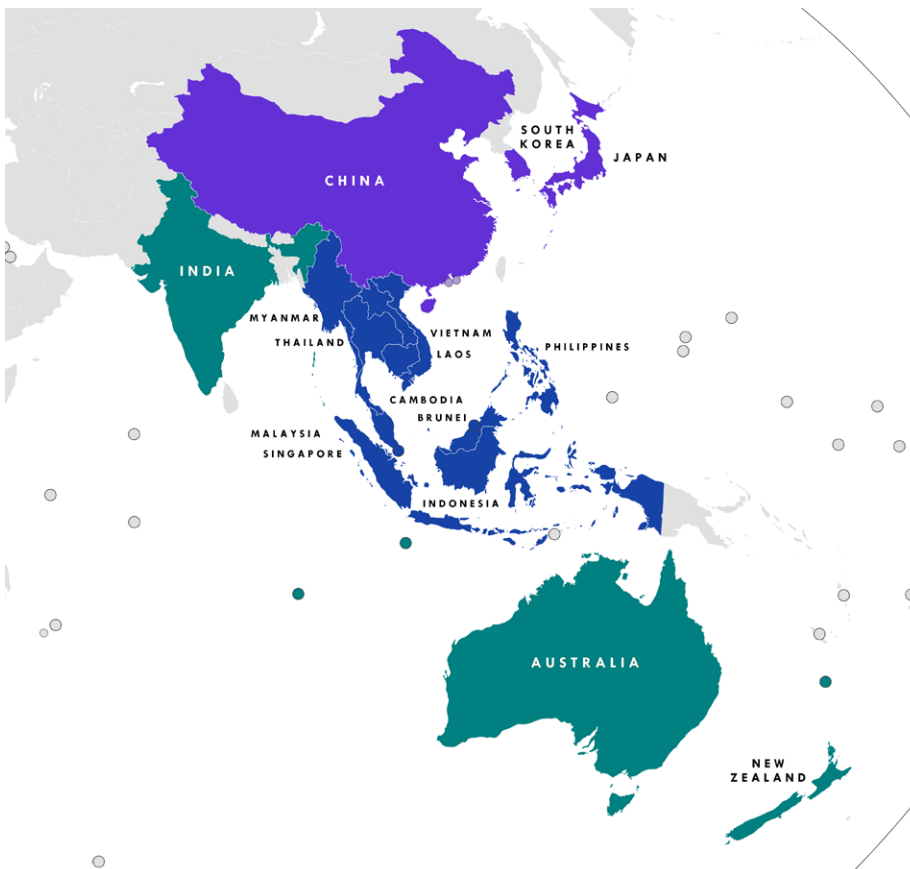 SOUTH
KOREA
JAPAN
CHINA
INDIA
MYANMAR
THAILAND
VIETNAM
LAOS
PHILIPPINES
CAMBODIA
BRUNEI
MALAYSIA
SINGAPORE
INDONESIA
AUSTRALIA
NEW
ZEALAND